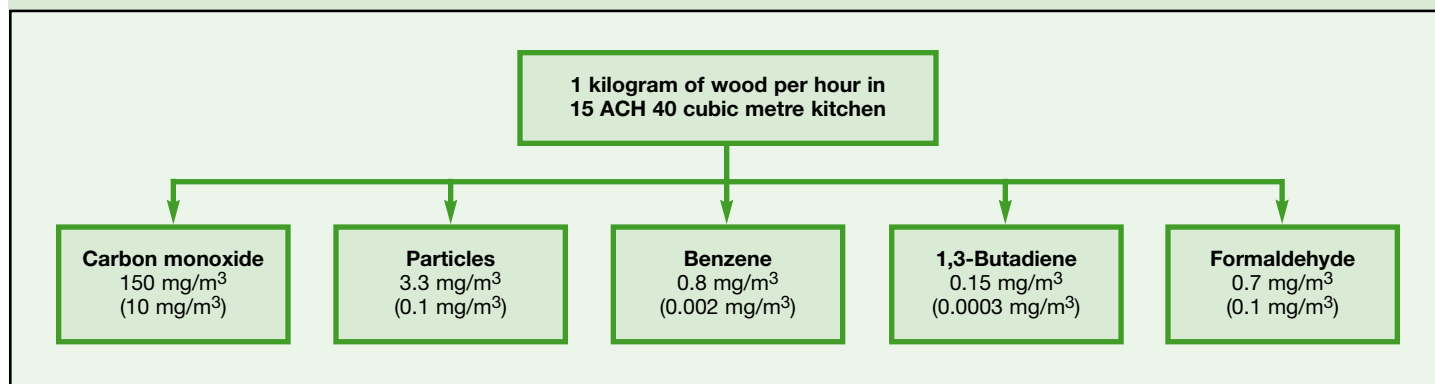 1 kilogram of wood per hour in
15 ACH 40 cubic metre kitchen
Carbon monoxide
150 mg/m³
(10 mg/m³)
Particles
3.3 mg/m³
(0.1 mg/m³)
Benzene
0.8 mg/m³
(0.002 mg/m³)
1,3-Butadiene
0.15 mg/m³
(0.0003 mg/m³)
Formaldehyde
0.7 mg/m³
(0.1 mg/m³)